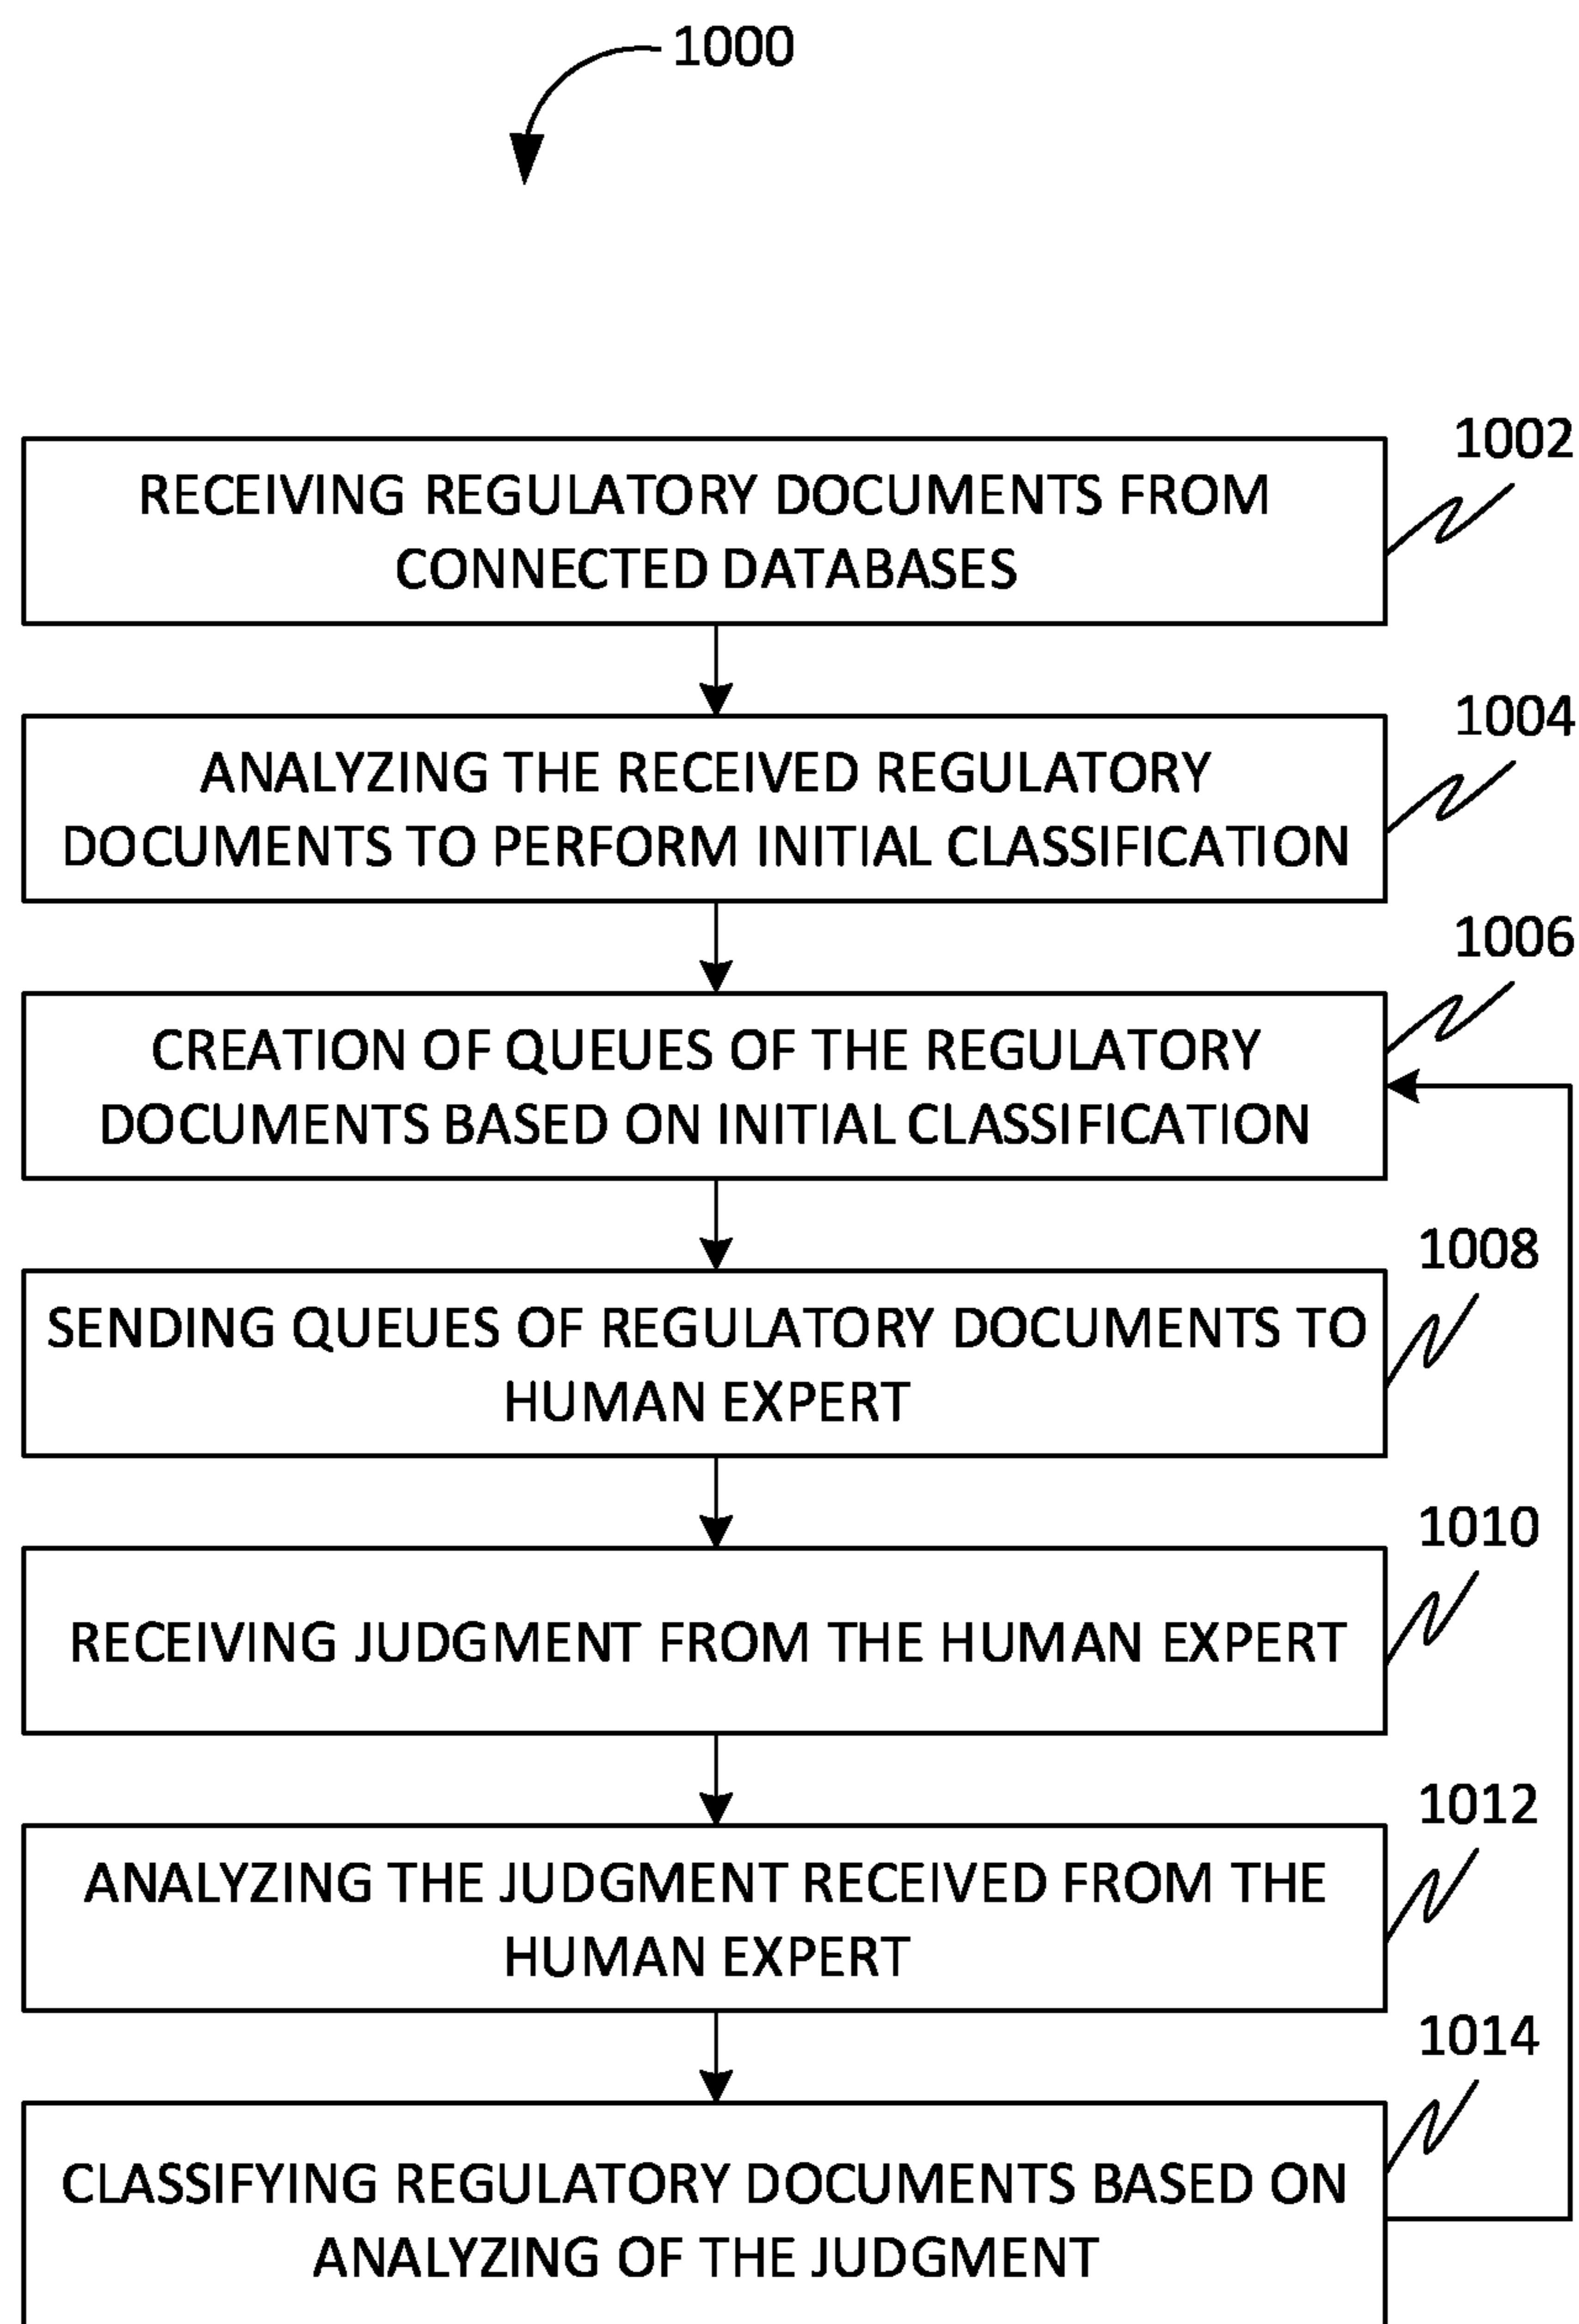 1000
1002
RECEIVING REGULATORY DOCUMENTS FROM
CONNECTED DATABASES
1004
ANALYZING THE RECEIVED REGULATORY
DOCUMENTS TO PERFORM INITIAL CLASSIFICATION
1006
CREATION OF QUEUES OF THE REGULATORY
DOCUMENTS BASED ON INITIAL CLASSIFICATION
1008
SENDING QUEUES OF REGULATORY DOCUMENTS TO
HUMAN EXPERT
1010
RECEIVING JUDGMENT FROM THE HUMAN EXPERT
1012
ANALYZING THE JUDGMENT RECEIVED FROM THE
HUMAN EXPERT
1014
CLASSIFYING REGULATORY DOCUMENTS BASED ON
ANALYZING OF THE JUDGMENT